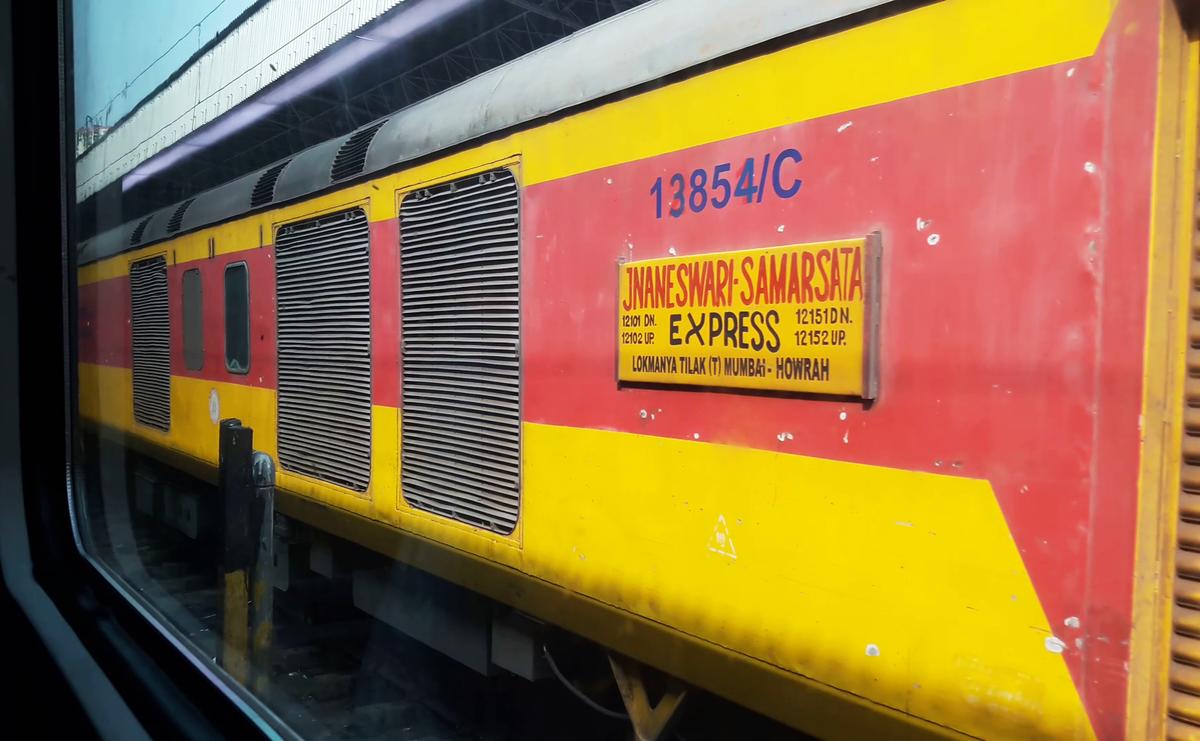 13854/C
JNANESWARI-SAMARSATA
12101 DN. EXPRESS 12151 DN.
12102 UP. 12152 UP.
LOKMANYA TILAK (T) MUMBAi - HOWRAH